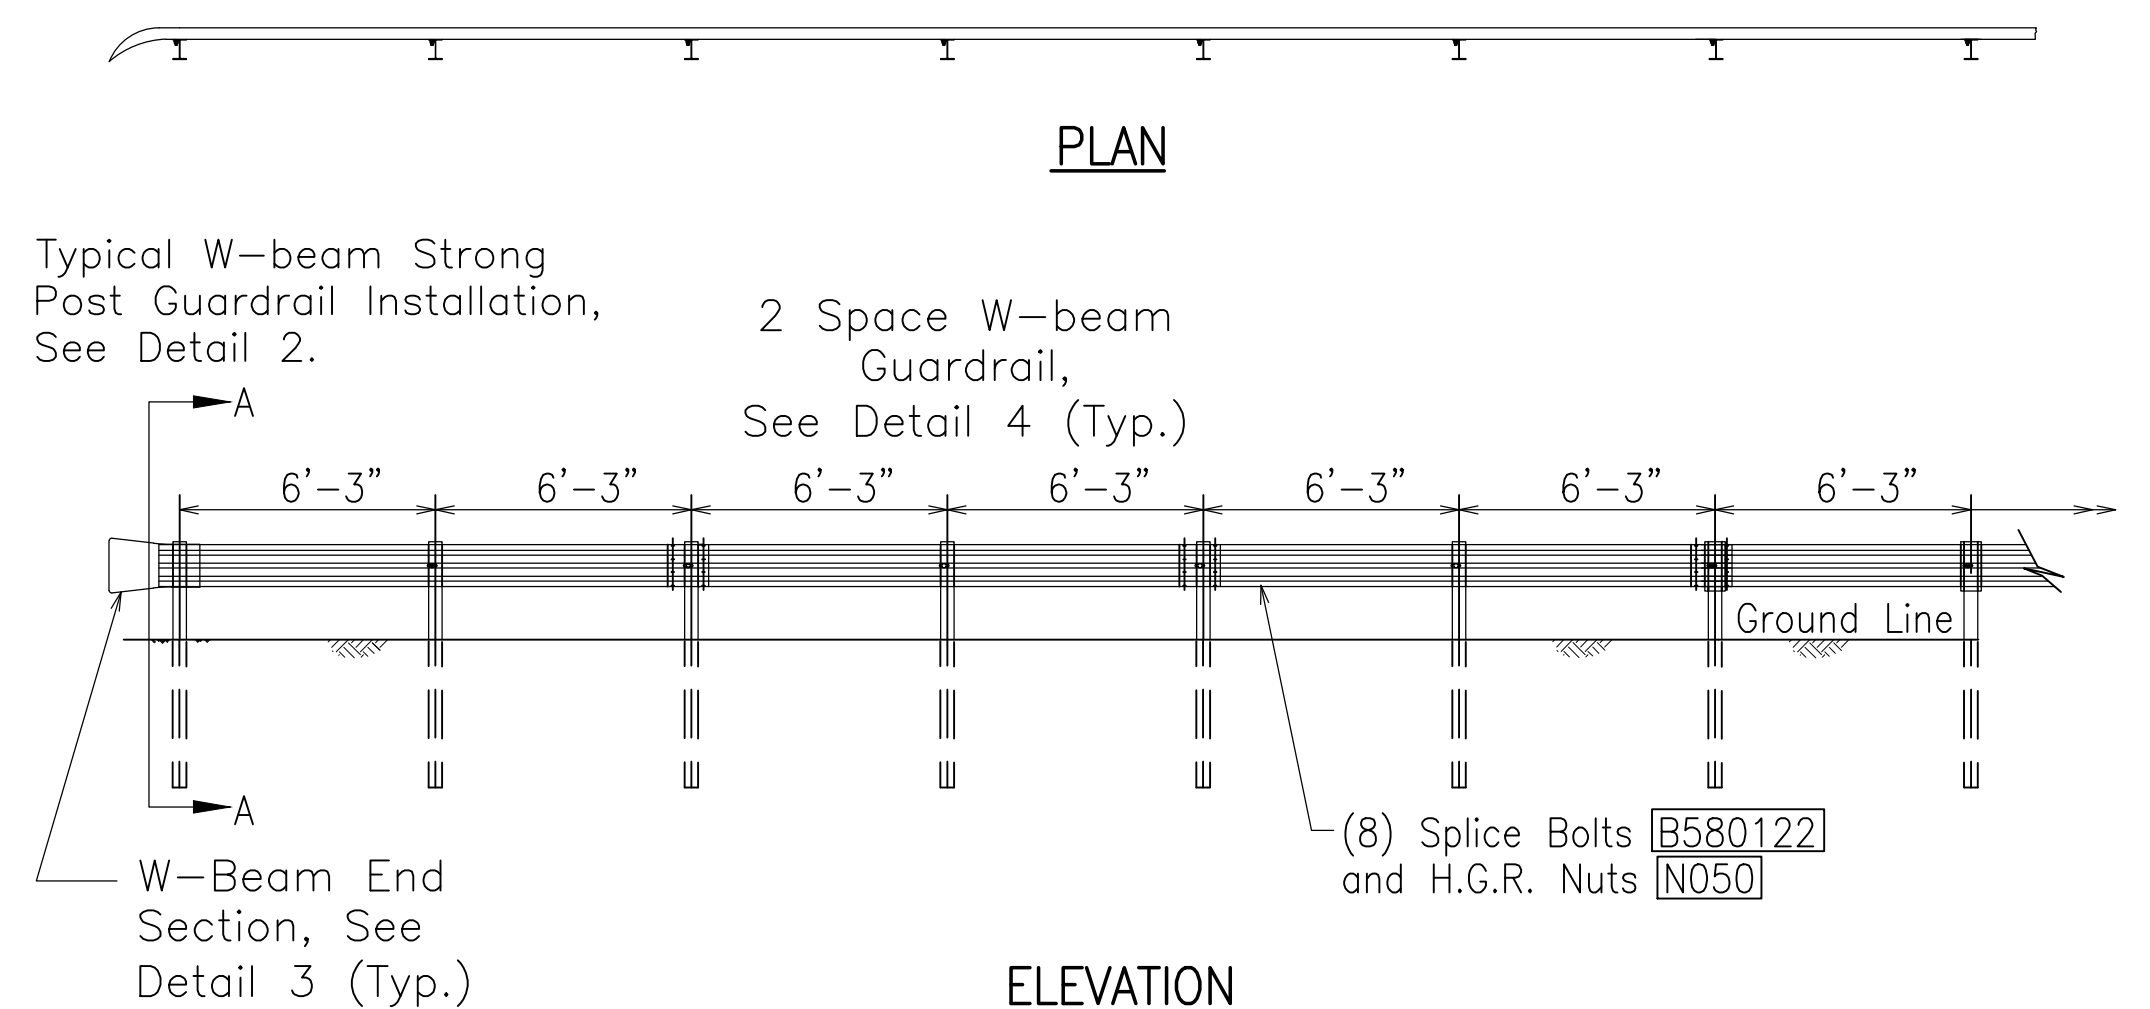 PLAN
Typical W-beam Strong
Post Guardrail Installation,
See Detail 2.
2 Space W-beam
Guardrail,
See Detail 4 (Typ.)
A
6'-3" 6'-3" 6'-3" 6'-3" 6'-3" 6'-3" 6'-3"
Ground Line
A
(8) Splice Bolts B580122
and H.G.R. Nuts N050
W-Beam End
Section, See
Detail 3 (Typ.)
ELEVATION